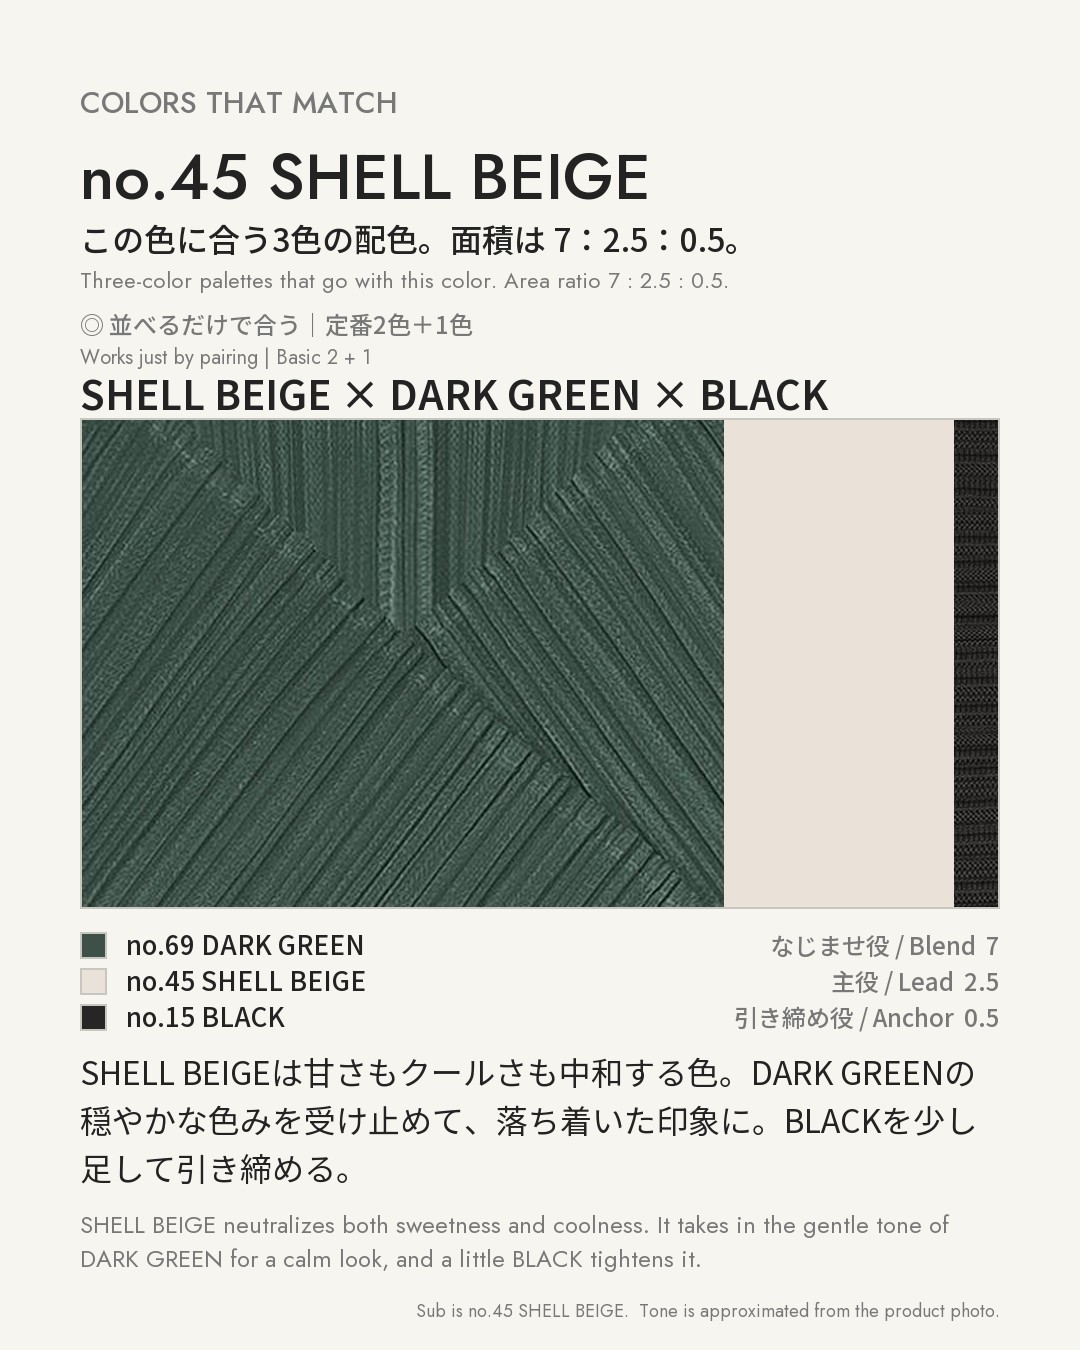 COLORS THAT MATCH
no.45 SHELL BEIGE
この色に合う3色の配色。面積は 7：2.5：0.5。
Three-color palettes that go with this color. Area ratio 7 : 2.5 : 0.5.
◎ 並べるだけで合う｜定番2色＋1色
Works just by pairing | Basic 2 + 1
SHELL BEIGE × DARK GREEN × BLACK
no.69 DARK GREEN なじませ役 / Blend 7
no.45 SHELL BEIGE 主役 / Lead 2.5
no.15 BLACK 引き締め役 / Anchor 0.5
SHELL BEIGEは甘さもクールさも中和する色。DARK GREENの
穏やかな色みを受け止めて、落ち着いた印象に。BLACKを少し
足して引き締める。
SHELL BEIGE neutralizes both sweetness and coolness. It takes in the gentle tone of
DARK GREEN for a calm look, and a little BLACK tightens it.
Sub is no.45 SHELL BEIGE. Tone is approximated from the product photo.